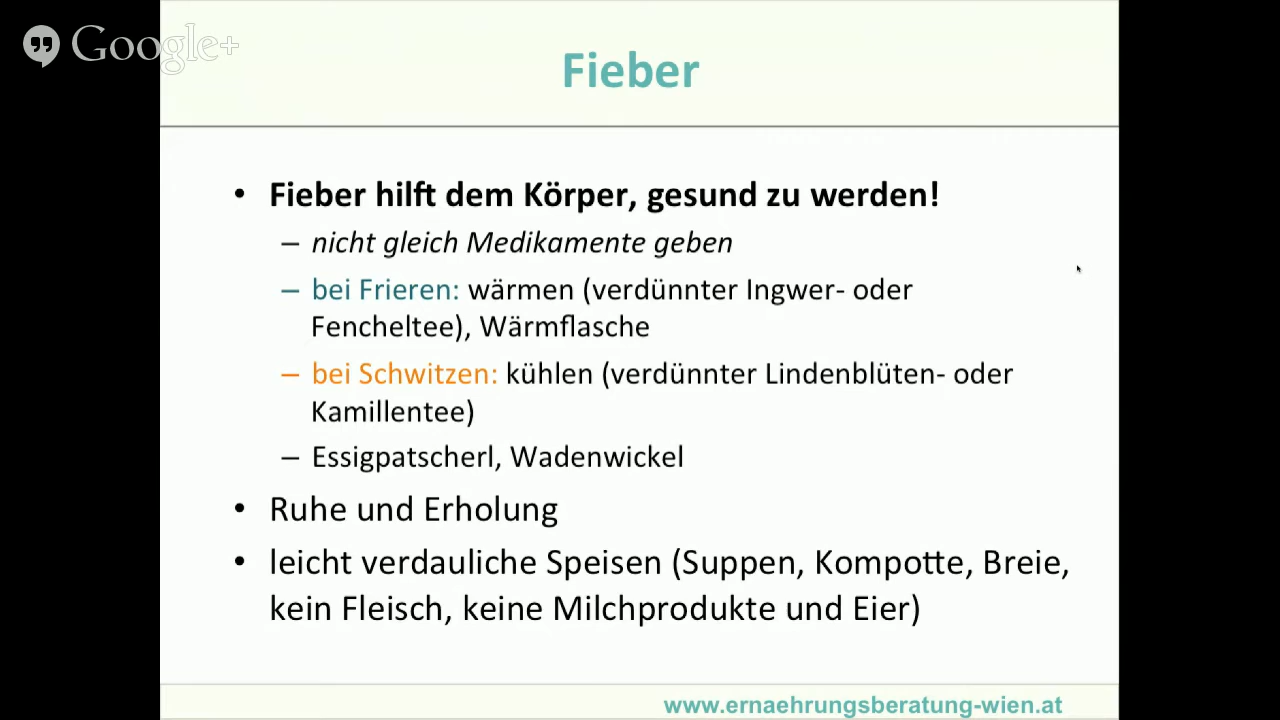 Google+
Fieber
• Fieber hilft dem Körper, gesund zu werden!
– nicht gleich Medikamente geben
– bei Frieren: wärmen (verdünnter Ingwer- oder
Fencheltee), Wärmflasche
– bei Schwitzen: kühlen (verdünnter Lindenblüten- oder
Kamillentee)
– Essigpatscherl, Wadenwickel
• Ruhe und Erholung
• leicht verdauliche Speisen (Suppen, Kompotte, Breie,
kein Fleisch, keine Milchprodukte und Eier)
www.ernaehrungsberatung-wien.at